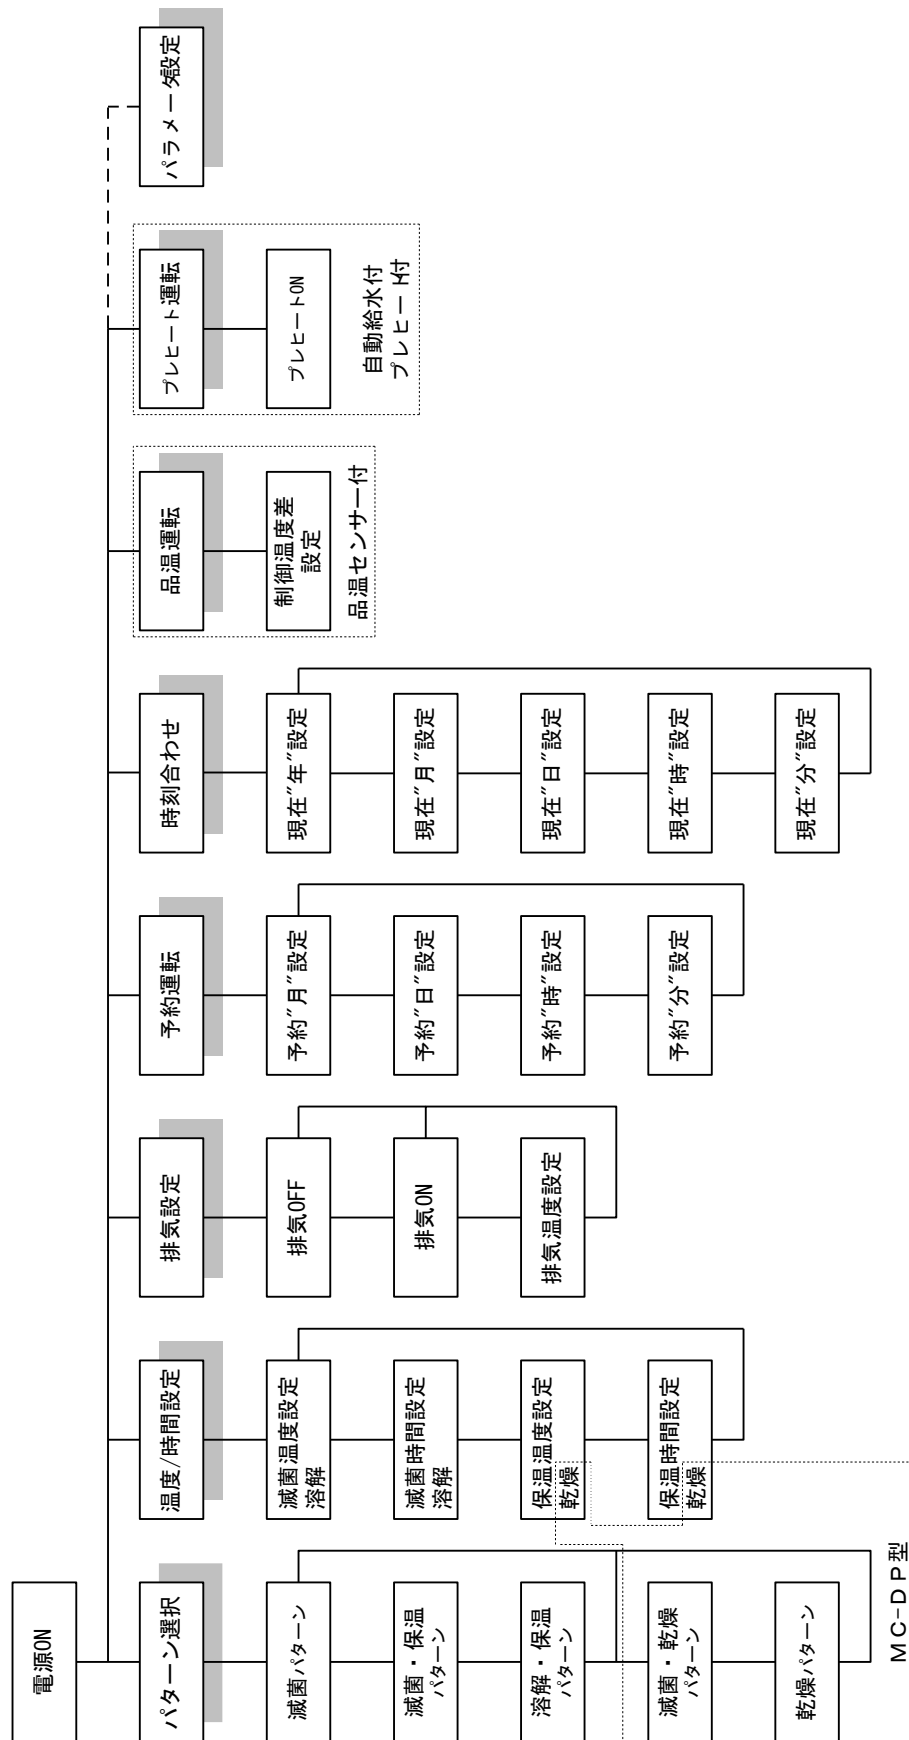 電源ON
パターン選択
滅菌パターン
滅菌・保温
パターン
溶解・保温
パターン
滅菌・乾燥
パターン
乾燥パターン
MC-DP型
温度/時間設定
滅菌温度設定
溶解
滅菌時間設定
溶解
保温温度設定
乾燥
保温時間設定
乾燥
排気設定
排気OFF
排気ON
排気温度設定
予約運転
予約″月″設定
予約″日″設定
予約″時″設定
予約″分″設定
時刻合わせ
現在″年″設定
現在″月″設定
現在″日″設定
現在″時″設定
現在″分″設定
品温運転
制御温度差
設定
品温センサー付
プレヒート運転
プレヒートON
自動給水付
プレヒート付
パラメータ設定